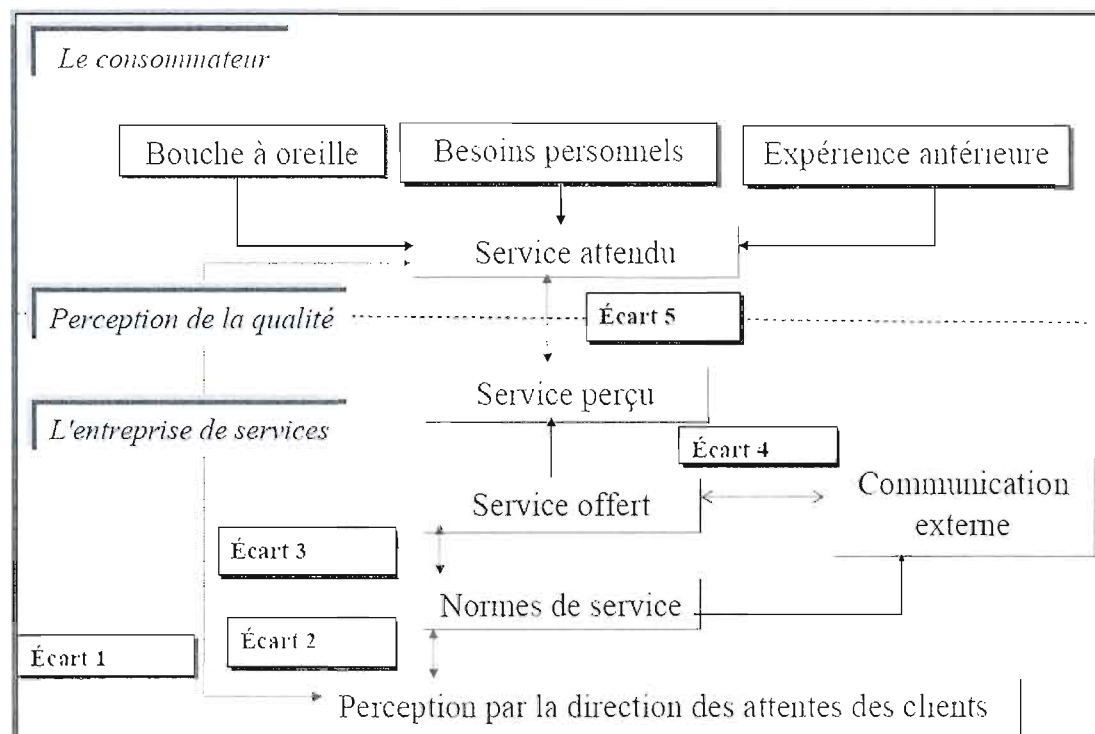 Le consommateur
Bouche à oreille
Besoins personnels
Expérience antérieure
Service attendu
Perception de la qualité
Écart 5
Service perçu
L'entreprise de services
Écart 4
Service offert
Communication
externe
Écart 3
Normes de service
Écart 2
Écart 1
Perception par la direction des attentes des clients